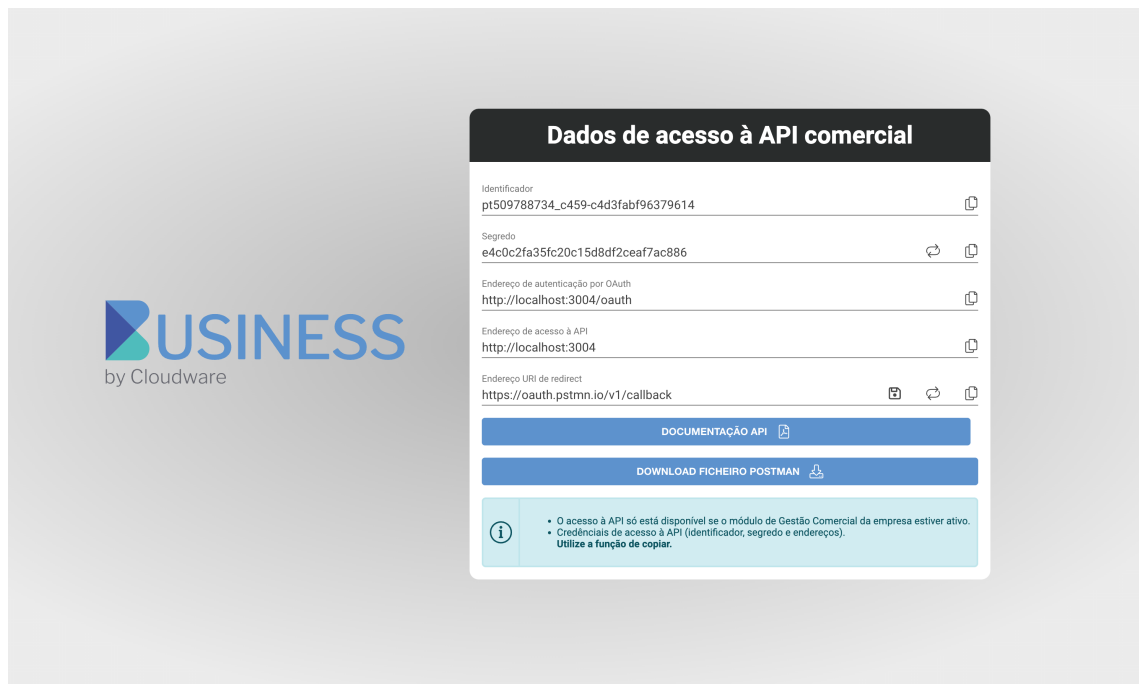 Dados de acesso à API comercial
Identificador
pt509788734_c459-c4d3fabf96379614
Segredo
e4c0c2fa35fc20c15d8df2ceaf7ac886
Endereço de autenticação por OAuth
http://localhost:3004/oauth
Endereço de acesso à API
http://localhost:3004
Endereço URI de redirect
https://oauth.pstmn.io/v1/callback
DOCUMENTAÇÃO API
DOWNLOAD FICHEIRO POSTMAN
• O acesso à API só está disponível se o módulo de Gestão Comercial da empresa estiver ativo.
• Credênciais de acesso à API (identificador, segredo e endereços).
Utilize a função de copiar.
BUSINESS
by Cloudware